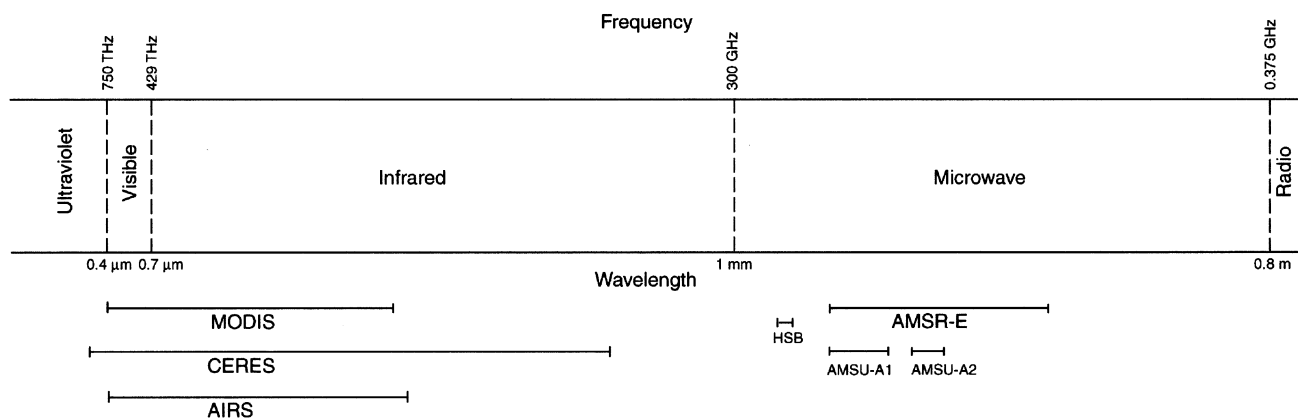 Frequency
750 THz
429 THz
300 GHz
0.375 GHz
Ultraviolet
Visible
Infrared
Microwave
Radio
0.4 μm
0.7 μm
1 mm
0.8 m
Wavelength
MODIS
AMSR-E
HSB
CERES
AMSU-A1
AMSU-A2
AIRS